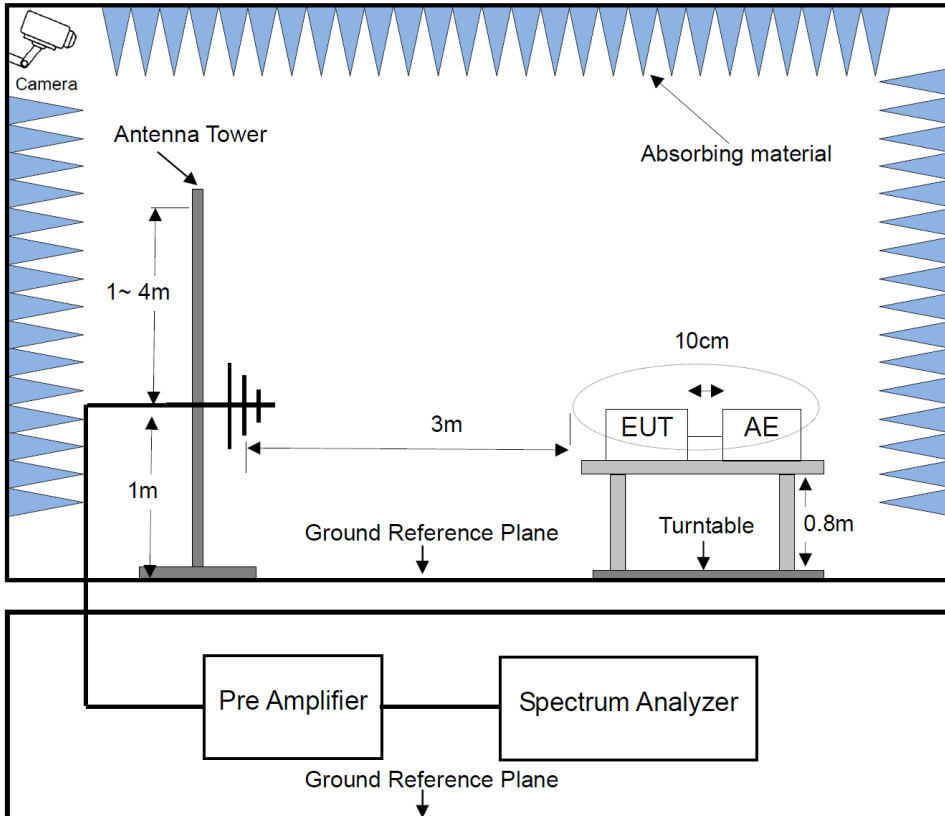 Camera
Antenna Tower
Absorbing material
1~ 4m
10cm
3m
EUT
AE
1m
0.8m
Ground Reference Plane
Turntable
Pre Amplifier
Spectrum Analyzer
Ground Reference Plane